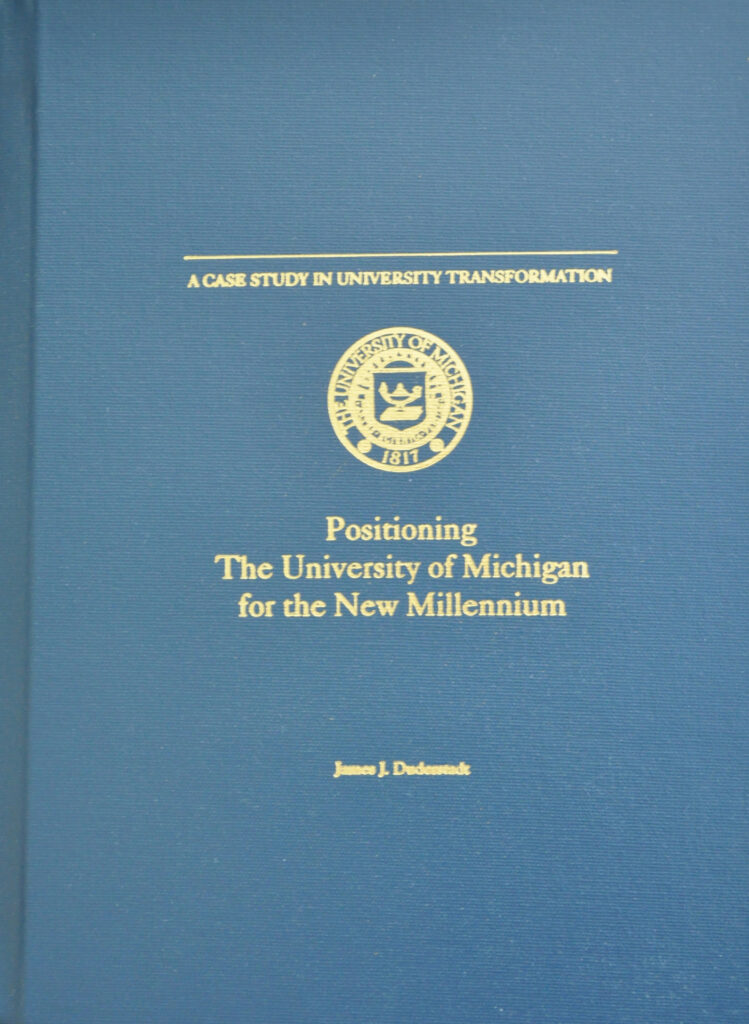 A CASE STUDY IN UNIVERSITY TRANSFORMATION
THE UNIVERSITY OF MICHIGAN
1817
Positioning
The University of Michigan
for the New Millennium
James J. Duderstadt